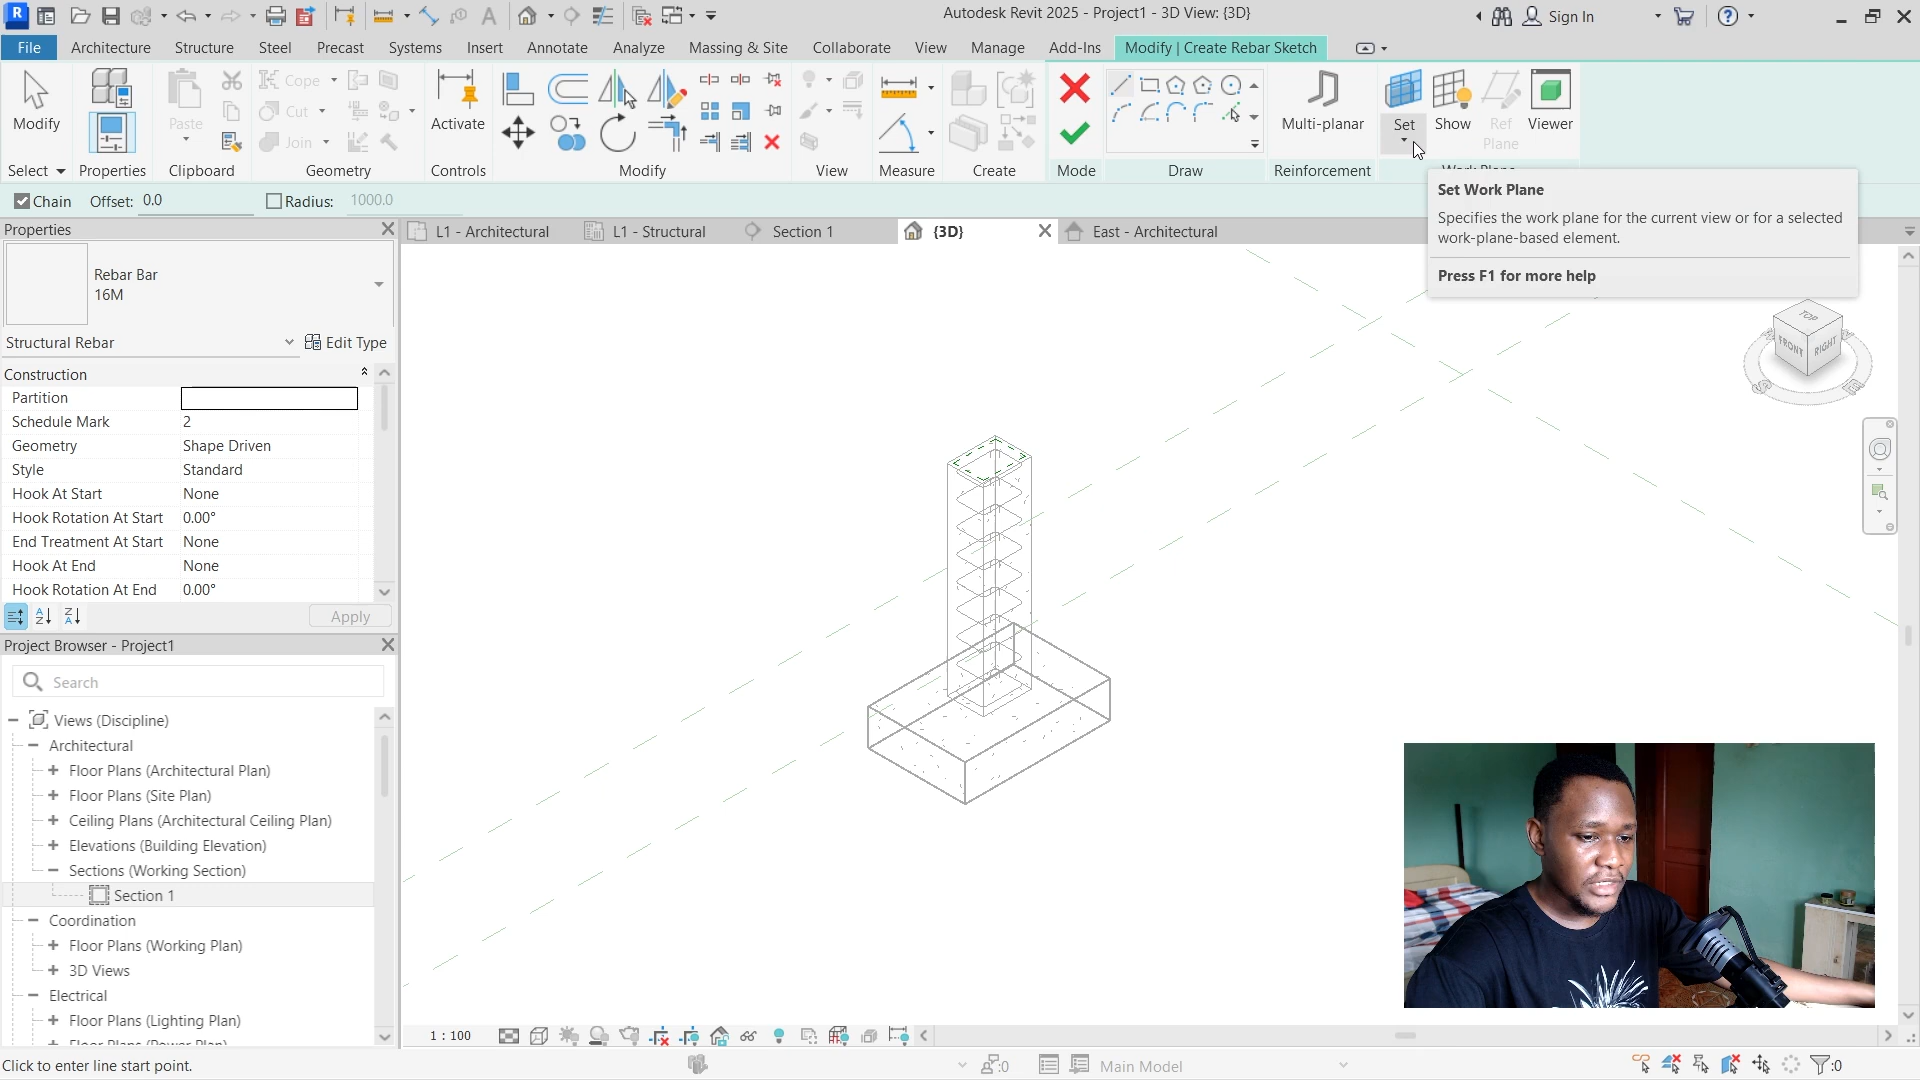 Autodesk Revit 2025 - Project1 - 3D View: {3D}
Sign In
File
Architecture
Structure
Steel
Precast
Systems
Insert
Annotate
Analyze
Massing & Site
Collaborate
View
Manage
Add-Ins
Modify | Create Rebar Sketch
Modify
Paste
Cope
Cut
Join
Activate
Multi-planar
Set
Show
Ref
Plane
Viewer
Select
Properties
Clipboard
Geometry
Controls
Modify
View
Measure
Create
Mode
Draw
Reinforcement
Chain
Offset: 0.0
Radius: 1000.0
Set Work Plane
Specifies the work plane for the current view or for a selected
work-plane-based element.
Press F1 for more help
Properties
L1 - Architectural
L1 - Structural
Section 1
{3D}
East - Architectural
Rebar Bar
16M
Structural Rebar
Edit Type
Construction
Partition
Schedule Mark 2
Geometry Shape Driven
Style Standard
Hook At Start None
Hook Rotation At Start 0.00°
End Treatment At Start None
Hook At End None
Hook Rotation At End 0.00°
Apply
TOP
FRONT
RIGHT
S
E
Project Browser - Project1
Search
Views (Discipline)
Architectural
Floor Plans (Architectural Plan)
Floor Plans (Site Plan)
Ceiling Plans (Architectural Ceiling Plan)
Elevations (Building Elevation)
Sections (Working Section)
Section 1
Coordination
Floor Plans (Working Plan)
3D Views
Electrical
Floor Plans (Lighting Plan)
1 : 100
Click to enter line start point.
:0
Main Model
:0